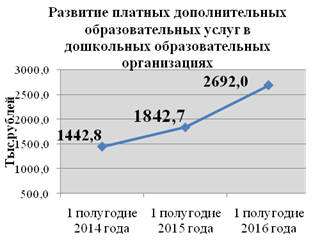 Развитие платных дополнительных
образовательных услуг в
дошкольных образовательных
организациях
Тыс.рублей
3000,0
2500,0
2000,0
1500,0
1000,0
500,0
1442,8
1842,7
2692,0
1 полугодие
2014 года
1 полугодие
2015 года
1 полугодие
2016 года